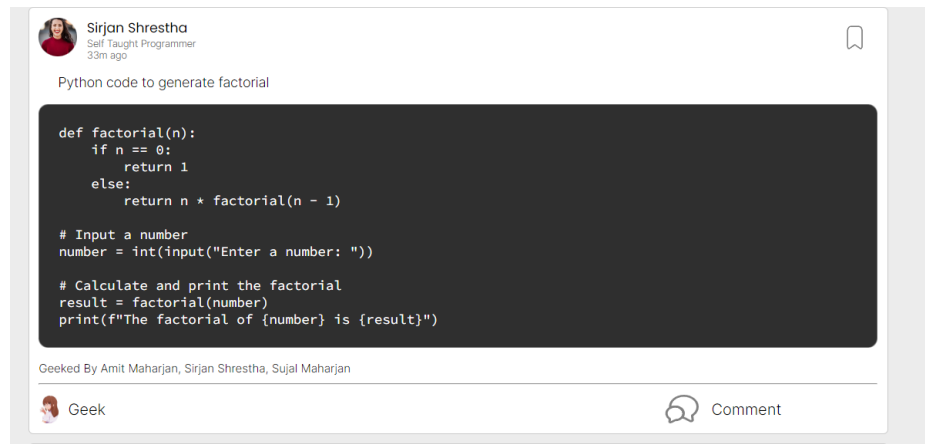 Sirjan Shrestha
Self Taught Programmer
33m ago
Python code to generate factorial
def factorial(n):
    if n == 0:
        return 1
    else:
        return n * factorial(n - 1)
# Input a number
number = int(input("Enter a number: "))
# Calculate and print the factorial
result = factorial(number)
print(f"The factorial of {number} is {result}")
Geeked By Amit Maharjan, Sirjan Shrestha, Sujal Maharjan
Geek
Comment